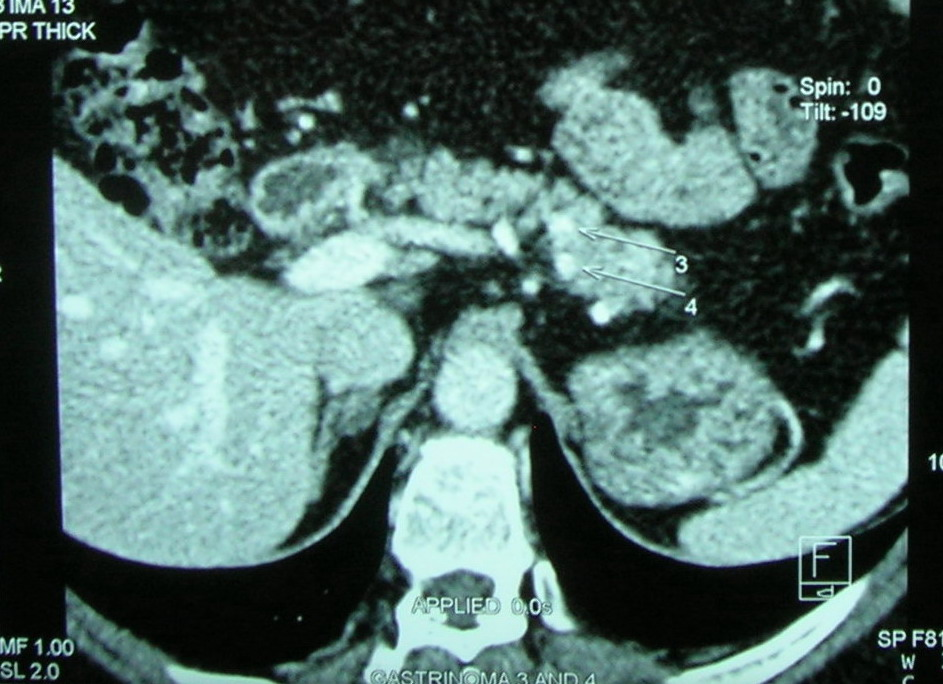 IMA 13
PR THICK
Spin: 0
Tilt: -109
3
4
F
APPLIED 0.0s
MF 1.00
SL 2.0
SP F81
W
GASTRINOMA 3 AND 4